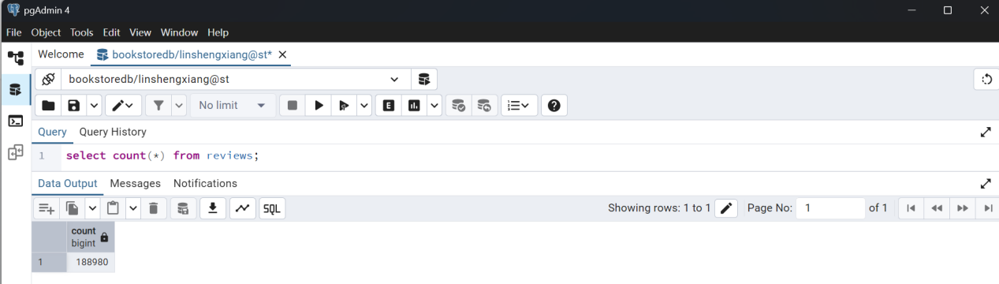 pgAdmin 4
File Object Tools Edit View Window Help
Welcome bookstoredb/linshengxiang@st*
bookstoredb/linshengxiang@st
No limit E
Query Query History
1 select count(*) from reviews;
Data Output Messages Notifications
SQL Showing rows: 1 to 1 Page No: 1 of 1
count
bigint
1 188980